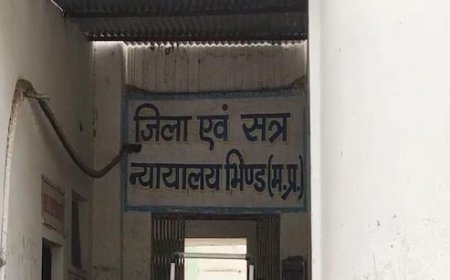 जिला एवं सत्र
न्यायालय भिण्ड (म.प्र.)